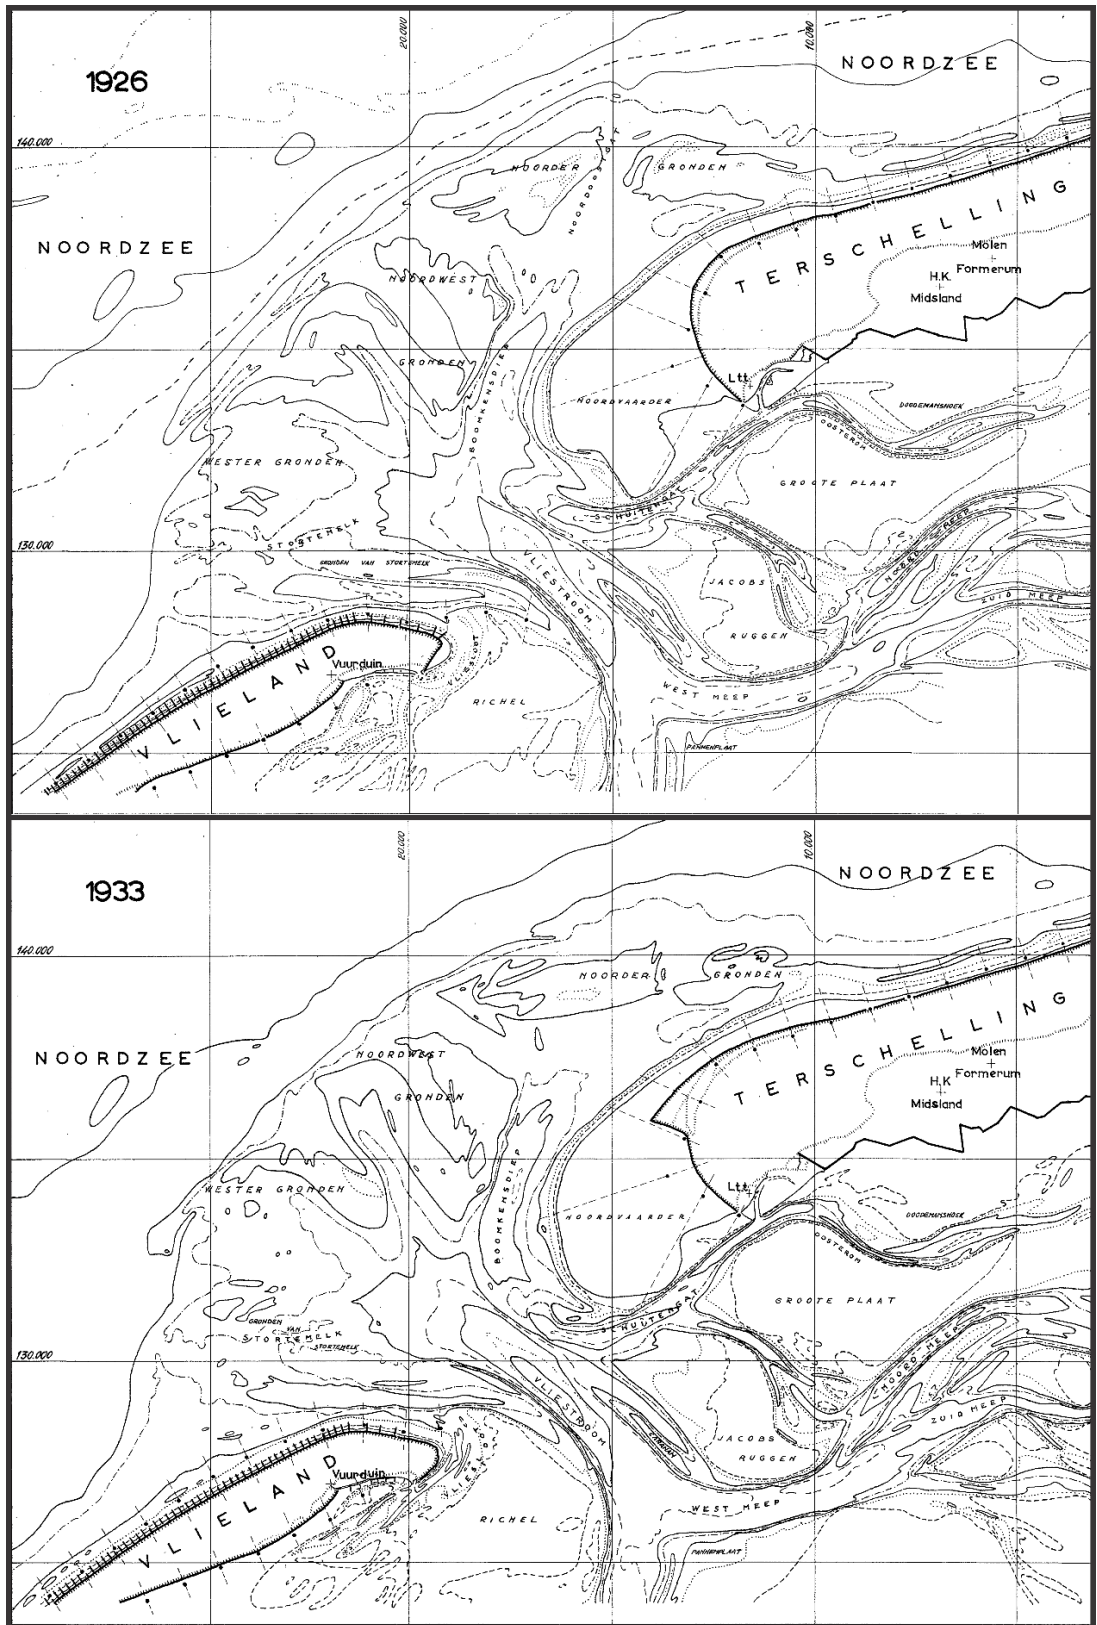 1926
20.000
10.000
NOORDZEE
140.000
NOORDER
GRONDEN
NOORDOOSTGAT
NOORDZEE
TERSCHELLING
Molen
Formerum
H.K.
Midsland
NOORDWEST
GRONDEN
BOOMKENSDIEP
Ltt.
NOORDVAARDER
DOODEMANSHOEK
OOSTEROM
WESTER GRONDEN
GROOTE PLAAT
SCHUITENGAT
STORTEMELK
130.000
GRONDEN VAN STORTEMELK
VLIESTROOM
NOORD MEEP
JACOBS
RUGGEN
ZUID MEEP
VLIELAND
Vuurduin
VLIESLOOT
RICHEL
WEST MEEP
PANNENPLAAT
1933
20.000
10.000
NOORDZEE
140.000
NOORDER
GRONDEN
NOORDZEE
NOORDWEST
GRONDEN
TERSCHELLING
Molen
Formerum
H.K
Midsland
BOOMKENSDIEP
Ltt.
WESTER GRONDEN
NOORDVAARDER
DOODEMANSHOEK
OOSTEROM
GROOTE PLAAT
SCHUITENGAT
GRONDEN
VAN
STORTEMELK
STORTEMELK
130.000
VLIESTROOM
NOORD MEEP
ZUID MEEP
JACOBS
RUGGEN
VLIELAND
Vuurduin
VLIESLOOT
RICHEL
WEST MEEP
PANNENPLAAT